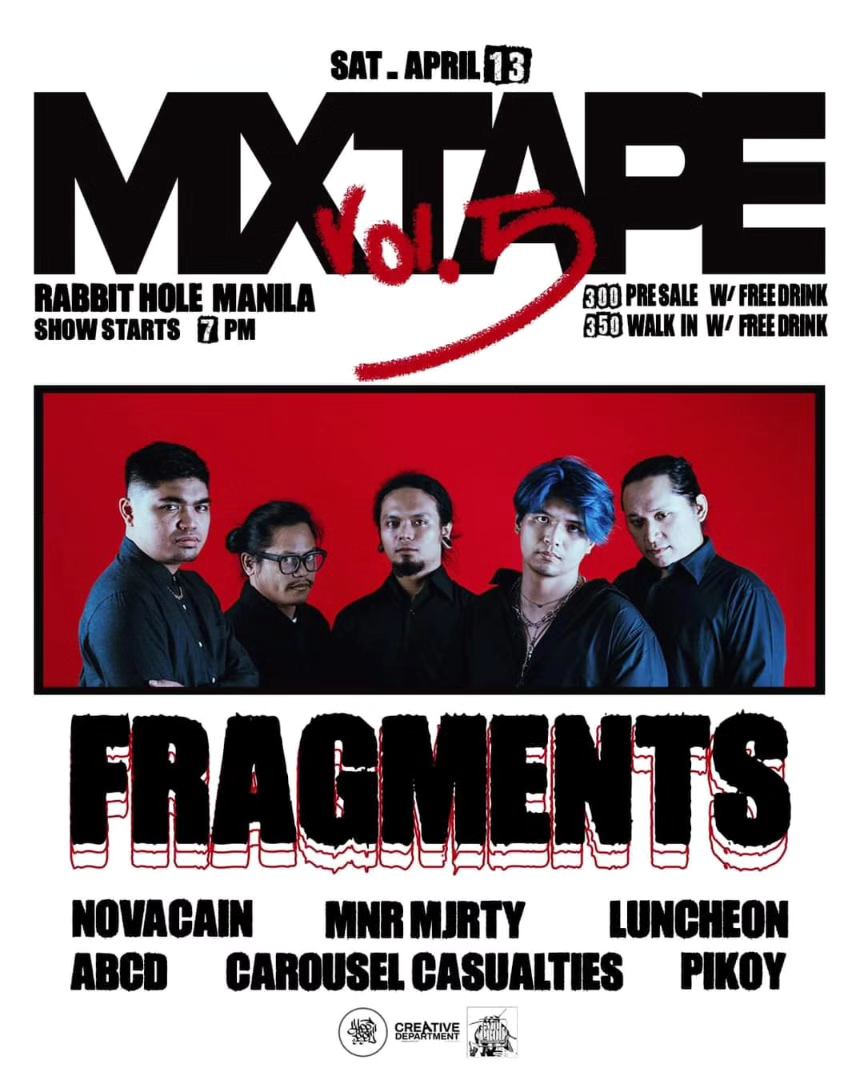 SAT. APRIL 13
MIXTAPE
Vol. 5
RABBIT HOLE MANILA
SHOW STARTS 7 PM
300 PRE SALE W/ FREE DRINK
350 WALK IN W/ FREE DRINK
FRAGMENTS
NOVACAIN MNR MJRTY LUNCHEON
ABCD CAROUSEL CASUALTIES PIKOY
CREATIVE
DEPARTMENT